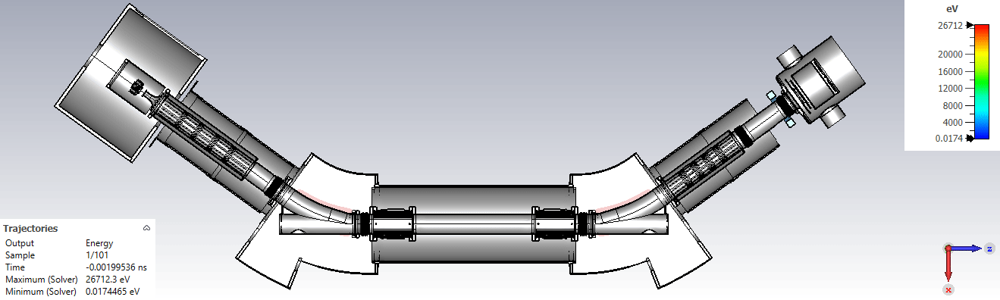 eV
26712
20000
16000
12000
8000
4000
0.0174
Trajectories
Output Energy
Sample 1/101
Time -0.00199536 ns
Maximum (Solver) 26712.3 eV
Minimum (Solver) 0.0174465 eV
z
x